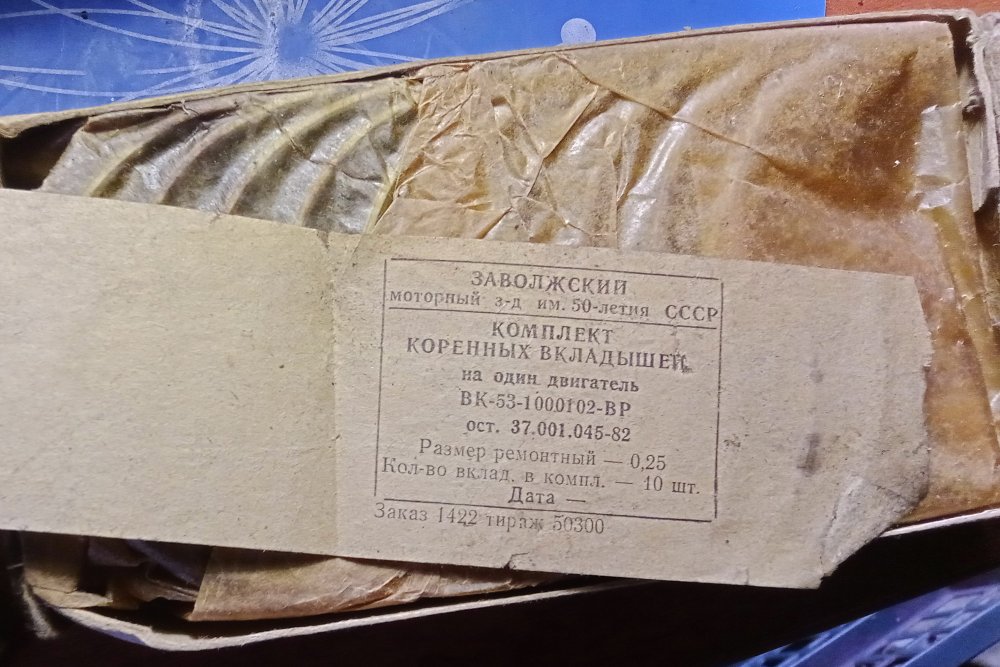 ЗАВОЛЖСКИЙ
моторный з-д им. 50-летия СССР
КОМПЛЕКТ
КОРЕННЫХ ВКЛАДЫШЕЙ
на один двигатель
ВК-53-1000102-ВР
ост. 37.001.045-82
Размер ремонтный — 0,25
Кол-во вклад. в компл. — 10 шт.
Дата —
Заказ 1422 тираж 50300